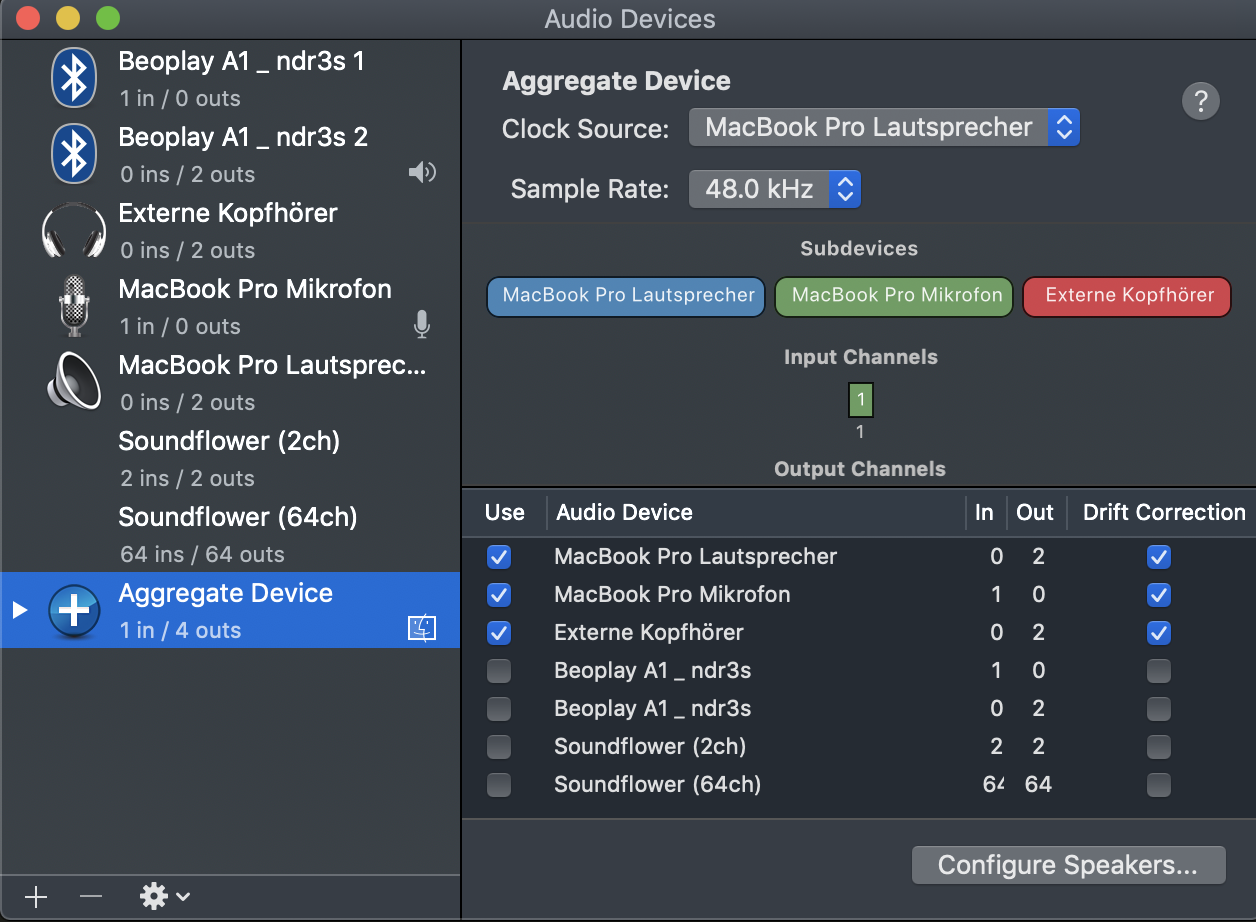 Audio Devices
Beoplay A1 _ ndr3s 1
1 in / 0 outs
Beoplay A1 _ ndr3s 2
0 ins / 2 outs
Externe Kopfhörer
0 ins / 2 outs
MacBook Pro Mikrofon
1 in / 0 outs
MacBook Pro Lautsprec...
0 ins / 2 outs
Soundflower (2ch)
2 ins / 2 outs
Soundflower (64ch)
64 ins / 64 outs
Aggregate Device
1 in / 4 outs
Aggregate Device
?
Clock Source: MacBook Pro Lautsprecher
Sample Rate: 48.0 kHz
Subdevices
MacBook Pro Lautsprecher MacBook Pro Mikrofon Externe Kopfhörer
Input Channels
1
1
Output Channels
Use Audio Device In Out Drift Correction
MacBook Pro Lautsprecher 0 2
MacBook Pro Mikrofon 1 0
Externe Kopfhörer 0 2
Beoplay A1 _ ndr3s 1 0
Beoplay A1 _ ndr3s 0 2
Soundflower (2ch) 2 2
Soundflower (64ch) 64 64
Configure Speakers...